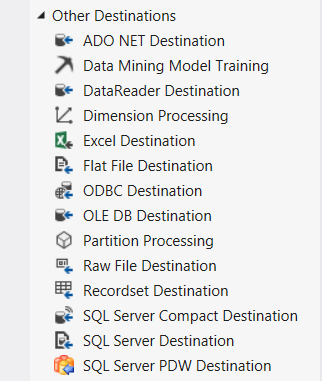 Other Destinations
ADO NET Destination
Data Mining Model Training
DataReader Destination
Dimension Processing
Excel Destination
Flat File Destination
ODBC Destination
OLE DB Destination
Partition Processing
Raw File Destination
Recordset Destination
SQL Server Compact Destination
SQL Server Destination
SQL Server PDW Destination